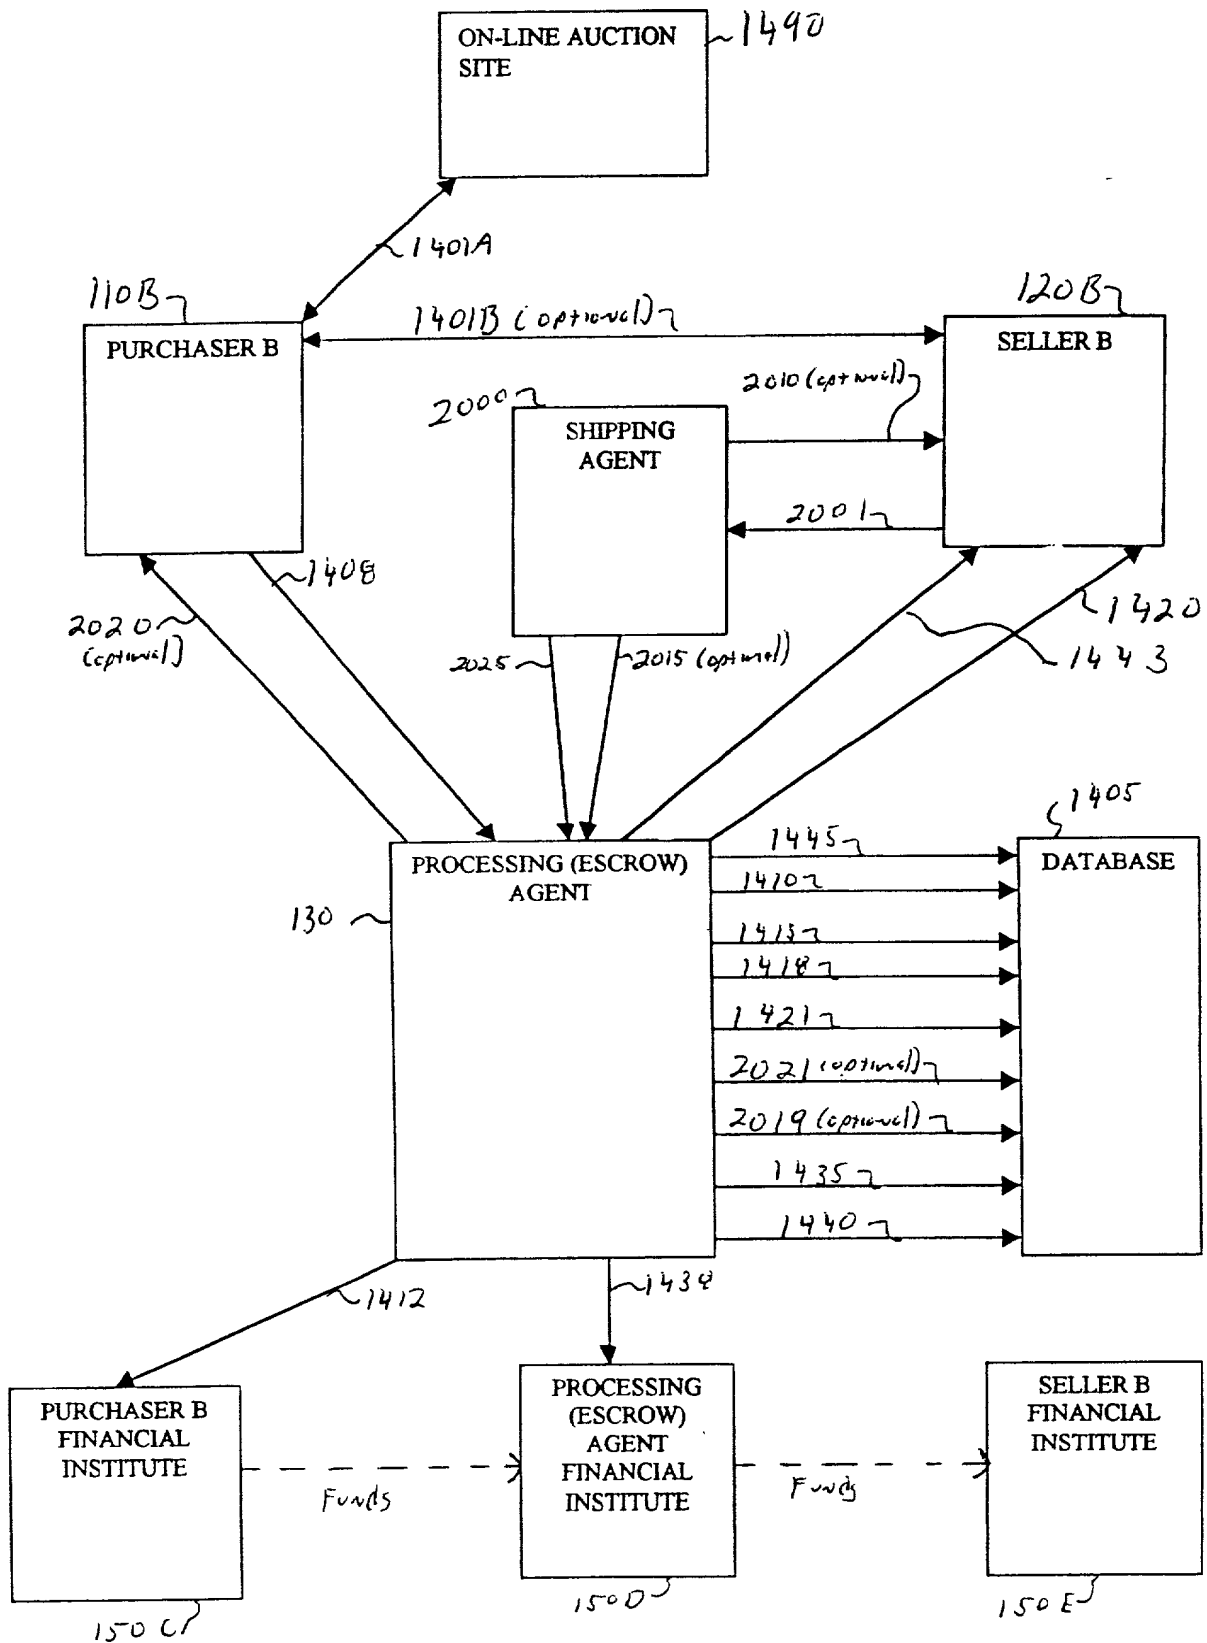 ON-LINE AUCTION
SITE
1490
1401A
110B
1401B (optional)
120B
PURCHASER B
SELLER B
2010 (optional)
2000
SHIPPING
AGENT
2001
1408
2020
(optional)
2025
2015 (optional)
1420
1443
1405
PROCESSING (ESCROW)
AGENT
130
DATABASE
1445
1410
1415
1418
1421
2021 (optional)
2019 (optional)
1435
1440
1412
1438
PURCHASER B
FINANCIAL
INSTITUTE
PROCESSING
(ESCROW)
AGENT
FINANCIAL
INSTITUTE
SELLER B
FINANCIAL
INSTITUTE
Funds
Funds
150C
150D
150E